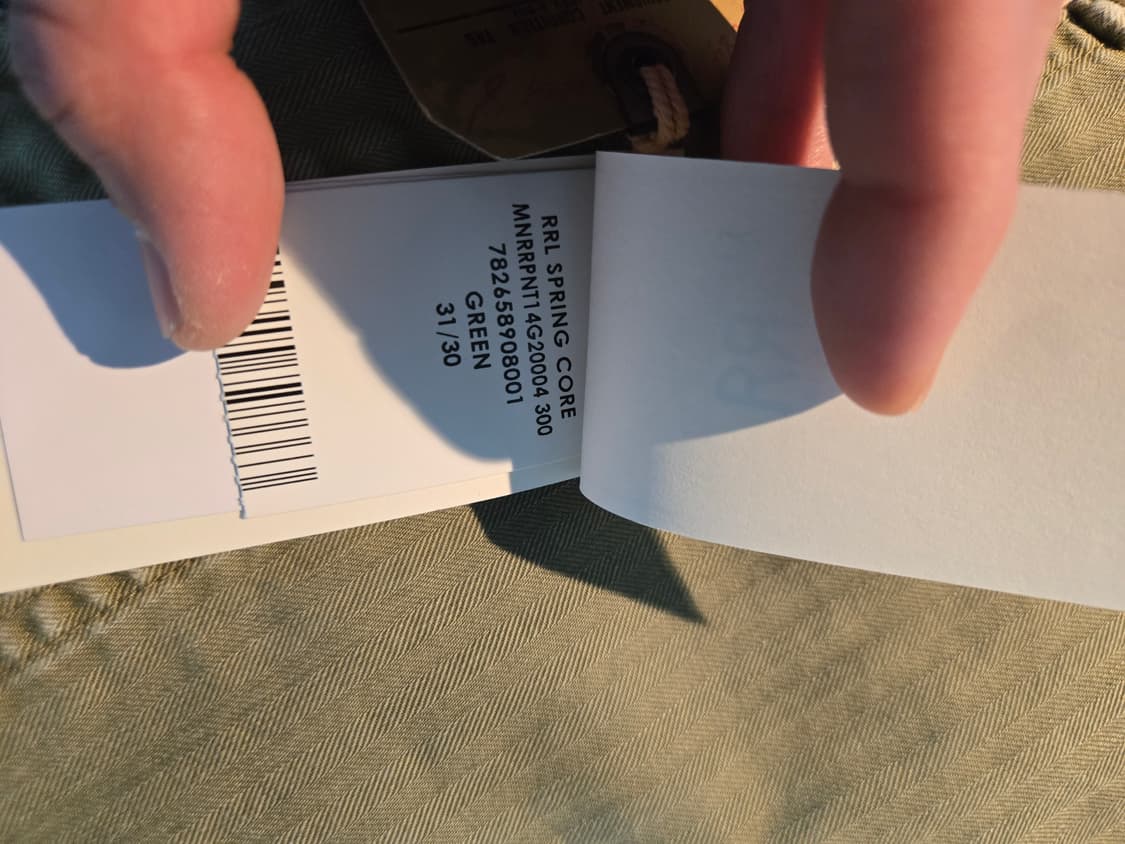 RRL SPRING CORE
MNRRPNT14G20004 300
782658908001
GREEN
31/30